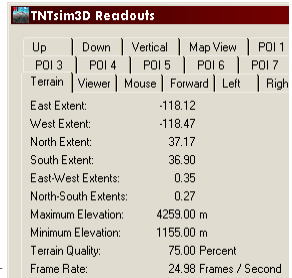 TNTsim3D Readouts
Up Down Vertical Map View POI 1
POI 3 POI 4 POI 5 POI 6 POI 7
Terrain Viewer Mouse Forward Left Righ
East Extent: -118.12
West Extent: -118.47
North Extent: 37.17
South Extent: 36.90
East-West Extents: 0.35
North-South Extents: 0.27
Maximum Elevation: 4259.00 m
Minimum Elevation: 1155.00 m
Terrain Quality: 75.00 Percent
Frame Rate: 24.98 Frames / Second